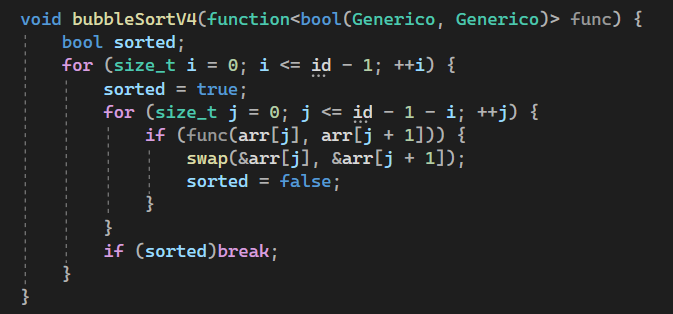 void bubbleSortV4(function<bool(Generico, Generico)> func) {
    bool sorted;
    for (size_t i = 0; i <= id - 1; ++i) {
        sorted = true;
        for (size_t j = 0; j <= id - 1 - i; ++j) {
            if (func(arr[j], arr[j + 1])) {
                swap(&arr[j], &arr[j + 1]);
                sorted = false;
            }
        }
        if (sorted)break;
    }
}